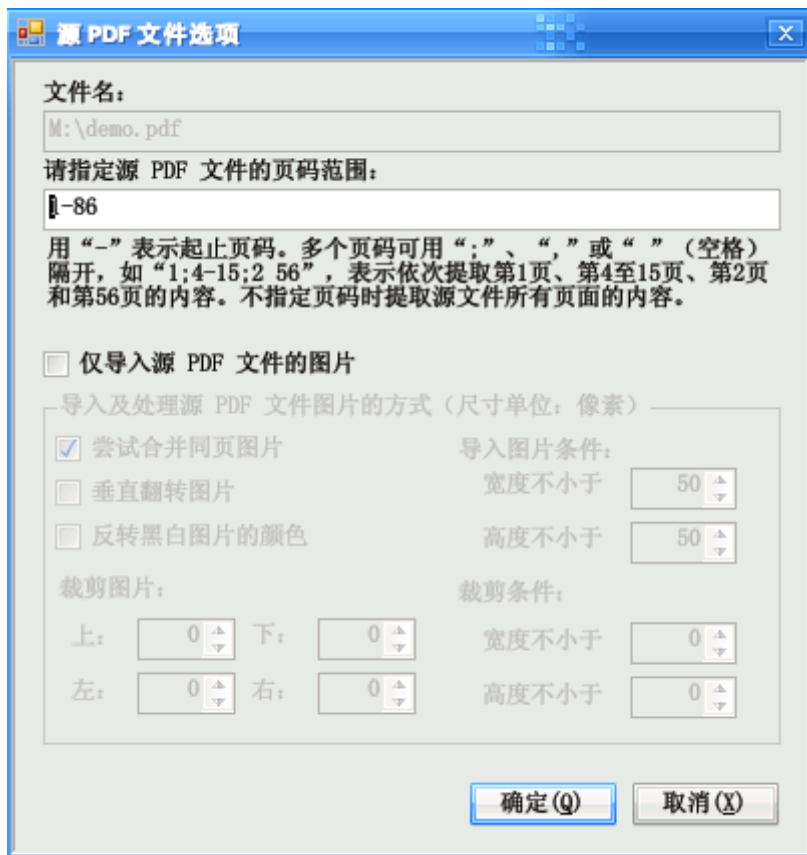 源 PDF 文件选项
文件名：
M:\demo.pdf
请指定源 PDF 文件的页码范围：
1-86
用“-”表示起止页码。多个页码可用“;”、“,”或“ ”（空格）
隔开，如“1;4-15;2 56”，表示依次提取第1页、第4至15页、第2页
和第56页的内容。不指定页码时提取源文件所有页面的内容。
仅导入源 PDF 文件的图片
导入及处理源 PDF 文件图片的方式（尺寸单位：像素）
尝试合并同页图片 导入图片条件：
垂直翻转图片 宽度不小于 50
反转黑白图片的颜色 高度不小于 50
裁剪图片： 裁剪条件：
上： 0 下： 0 宽度不小于 0
左： 0 右： 0 高度不小于 0
确定(Q) 取消(X)